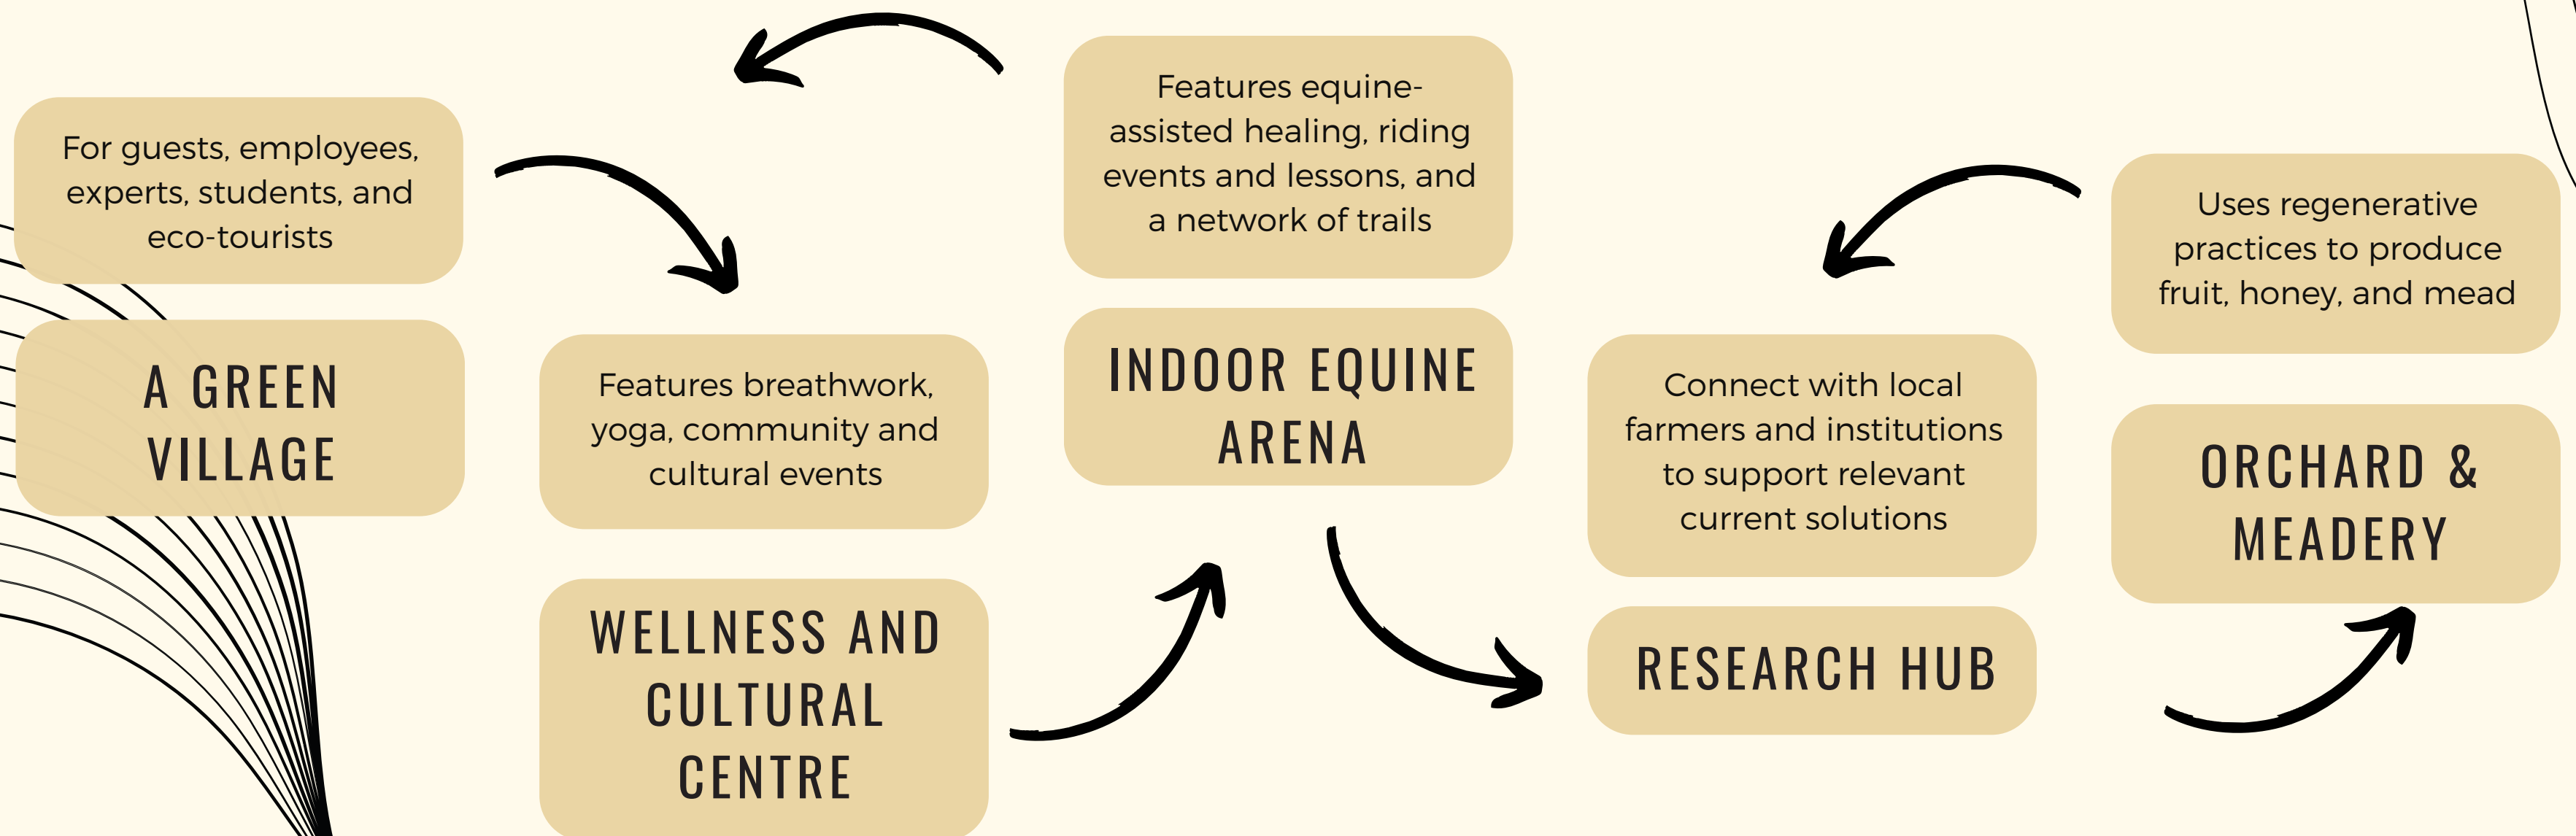 For guests, employees,
experts, students, and
eco-tourists
A GREEN
VILLAGE
Features breathwork,
yoga, community and
cultural events
WELLNESS AND
CULTURAL
CENTRE
Features equine-
assisted healing, riding
events and lessons, and
a network of trails
INDOOR EQUINE
ARENA
Connect with local
farmers and institutions
to support relevant
current solutions
RESEARCH HUB
Uses regenerative
practices to produce
fruit, honey, and mead
ORCHARD &
MEADERY